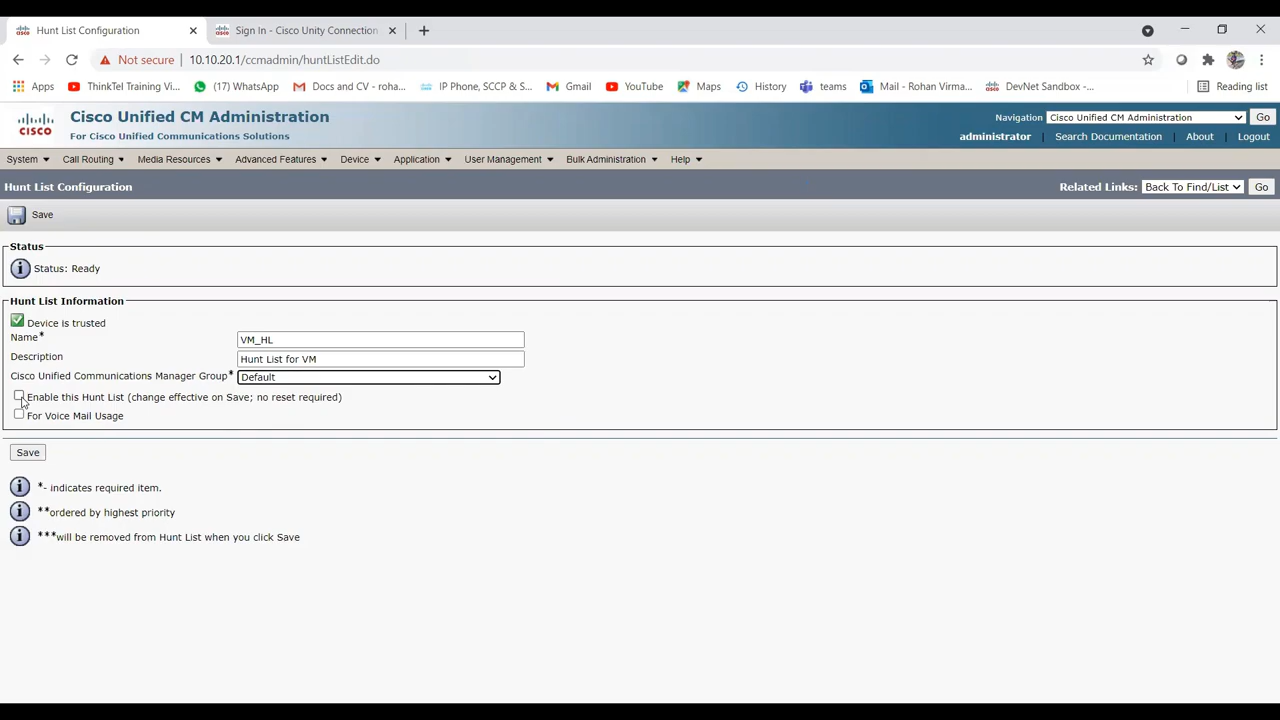 Hunt List Configuration
Sign In - Cisco Unity Connection
Not secure 10.10.20.1/ccmadmin/huntListEdit.do
Apps ThinkTel Training Vi... (17) WhatsApp Docs and CV - roha... IP Phone, SCCP & S... Gmail YouTube Maps History teams Mail - Rohan Virma... DevNet Sandbox -... Reading list
cisco
Cisco Unified CM Administration
For Cisco Unified Communications Solutions
Navigation Cisco Unified CM Administration Go
administrator | Search Documentation | About | Logout
System Call Routing Media Resources Advanced Features Device Application User Management Bulk Administration Help
Hunt List Configuration
Related Links: Back To Find/List Go
Save
Status
Status: Ready
Hunt List Information
Device is trusted
Name* VM_HL
Description Hunt List for VM
Cisco Unified Communications Manager Group* Default
Enable this Hunt List (change effective on Save; no reset required)
For Voice Mail Usage
Save
*- indicates required item.
**ordered by highest priority
***will be removed from Hunt List when you click Save